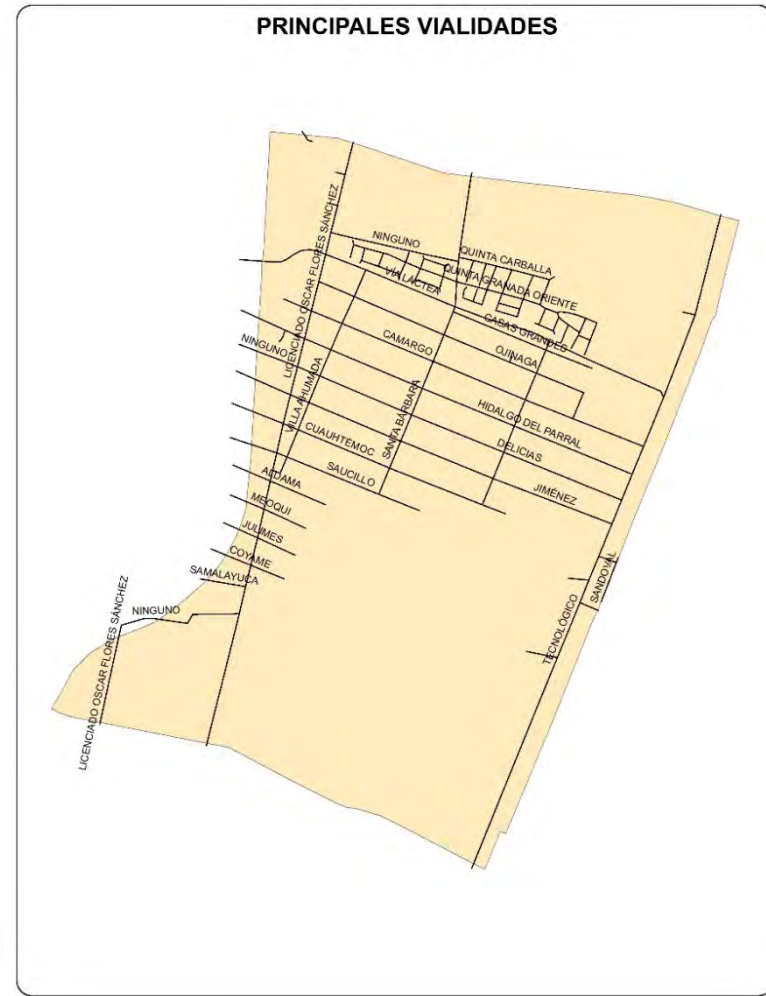 PRINCIPALES VIALIDADES
LICENCIADO OSCAR FLORES SÁNCHEZ
NINGUNO
QUINTA CARBALLA
VÍA LÁCTEA
QUINTA GRANADA ORIENTE
CASAS GRANDES
CAMARGO
OJINAGA
NINGUNO
VILLA AHUMADA
SANTA BÁRBARA
HIDALGO DEL PARRAL
CUAUHTÉMOC
DELICIAS
SAUCILLO
JIMÉNEZ
ALDAMA
MEOQUI
JULIMES
COYAME
SAMALAYUCA
SANDOVAL
TECNOLÓGICO
NINGUNO
LICENCIADO OSCAR FLORES SÁNCHEZ